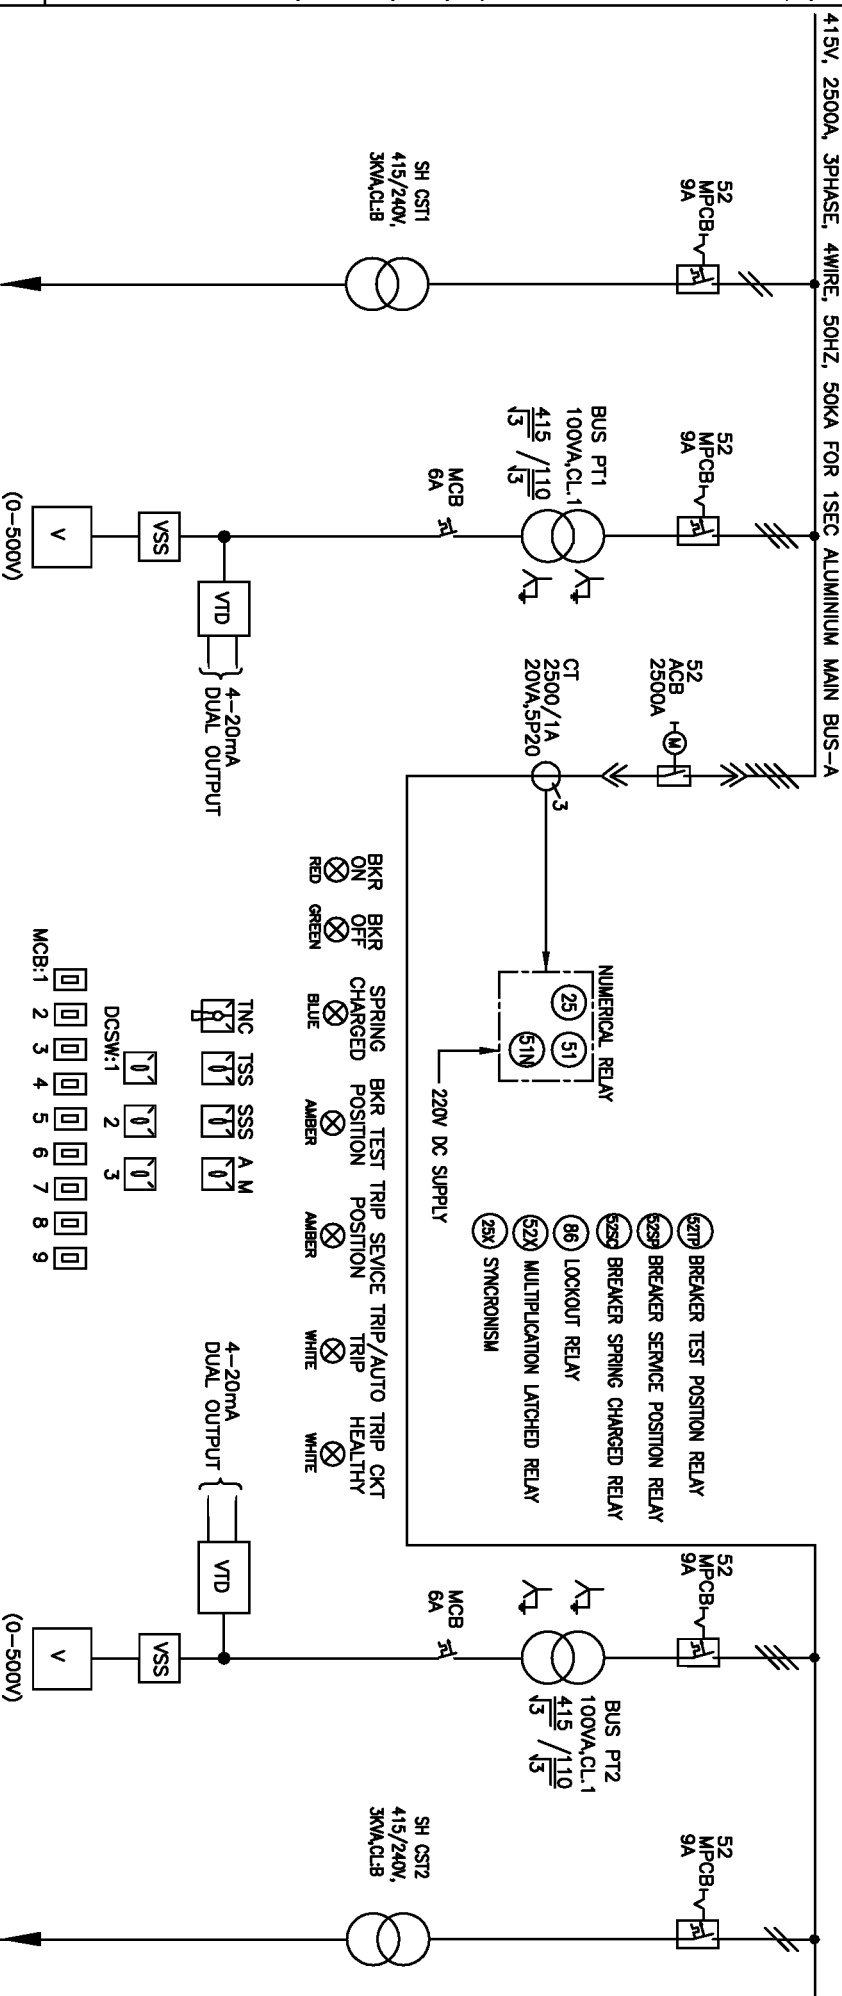 415V, 2500A, 3PHASE, 4WIRE, 50HZ, 50KA FOR 1SEC ALUMINIUM MAIN BUS-A
52
MPCB
9A
SH CST1
415/240V,
3KVA,CL:B
52
MPCB
9A
BUS PT1
100VA,CL.1
415/110
√3 √3
MCB
6A
VTD
4-20mA
DUAL OUTPUT
VSS
V
(0-500V)
52
ACB
2500A
M
CT
2500/1A
20VA,5P20
3
NUMERICAL RELAY
25
51
51N
220V DC SUPPLY
52TP BREAKER TEST POSITION RELAY
52SP BREAKER SERVICE POSITION RELAY
52SC BREAKER SPRING CHARGED RELAY
86 LOCKOUT RELAY
52X MULTIPLICATION LATCHED RELAY
25X SYNCRONISM
BKR
ON
RED
BKR
OFF
GREEN
SPRING
CHARGED
BLUE
BKR TEST
POSITION
AMBER
TRIP SEVICE
POSITION
AMBER
TRIP/AUTO
TRIP
WHITE
TRIP CKT
HEALTHY
WHITE
TNC TSS SSS A M
DCSW:1 2 3
MCB:1 2 3 4 5 6 7 8 9
52
MPCB
9A
BUS PT2
100VA,CL.1
415/110
√3 √3
MCB
6A
4-20mA
DUAL OUTPUT
VTD
VSS
V
(0-500V)
52
MPCB
9A
SH CST2
415/240V,
3KVA,CL:B